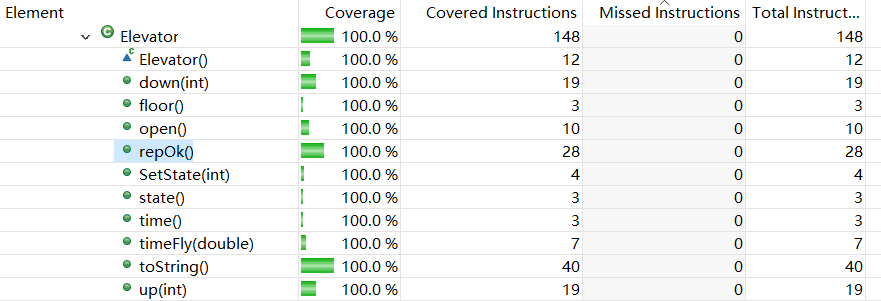 Element Coverage Covered Instructions Missed Instructions Total Instruct...
Elevator 100.0 % 148 0 148
Elevator() 100.0 % 12 0 12
down(int) 100.0 % 19 0 19
floor() 100.0 % 3 0 3
open() 100.0 % 10 0 10
repOk() 100.0 % 28 0 28
SetState(int) 100.0 % 4 0 4
state() 100.0 % 3 0 3
time() 100.0 % 3 0 3
timeFly(double) 100.0 % 7 0 7
toString() 100.0 % 40 0 40
up(int) 100.0 % 19 0 19